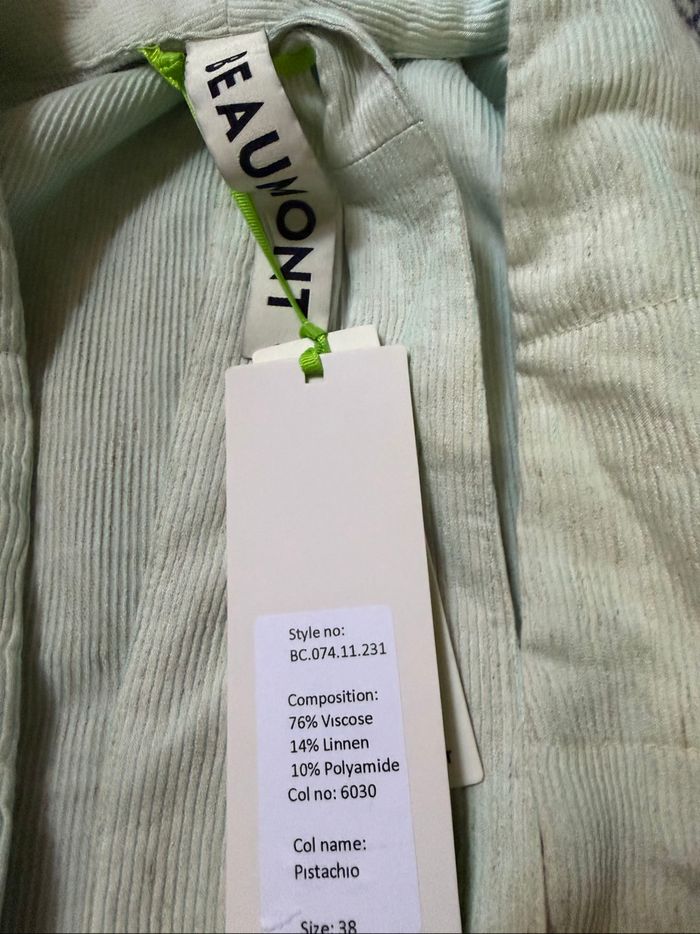 BEAUMONT
Style no:
BC.074.11.231
Composition:
76% Viscose
14% Linnen
10% Polyamide
Col no: 6030
Col name:
Pistachio
Size: 38